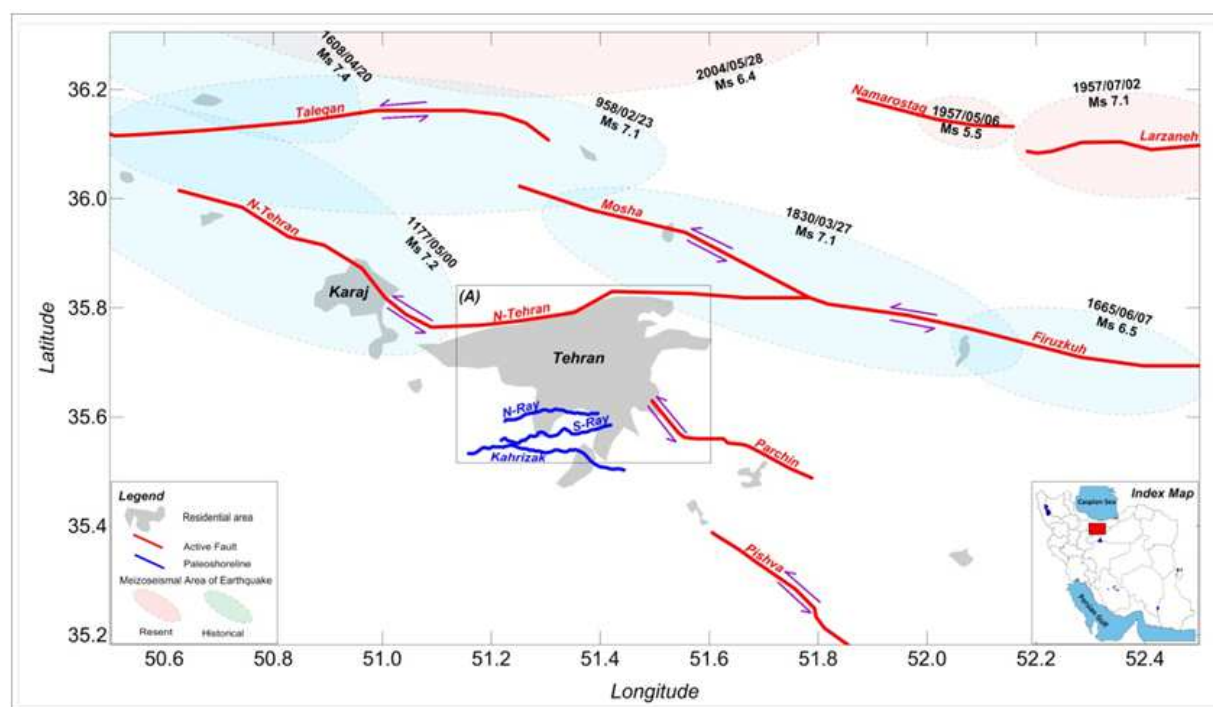 1608/04/20
Ms 7.4
2004/05/28
Ms 6.4
1957/07/02
Ms 7.1
36.2
Taleqan
958/02/23
Ms 7.1
Namarostaq
1957/05/06
Ms 5.5
Larzaneh
36.0
N-Tehran
Mosha
1830/03/27
Ms 7.1
1177/05/00
Ms 7.2
Karaj
(A)
35.8
N-Tehran
1665/06/07
Ms 6.5
Firuzkuh
Tehran
Latitude
35.6
N-Ray
S-Ray
Kahrizak
Parchin
Legend
Residential area
Active Fault
Paleoshoreline
Meizoseismal Area of Earthquake
Resent
Historical
35.4
Pishva
Index Map
Caspian Sea
Persian Gulf
35.2
50.6
50.8
51.0
51.2
51.4
51.6
51.8
52.0
52.2
52.4
Longitude